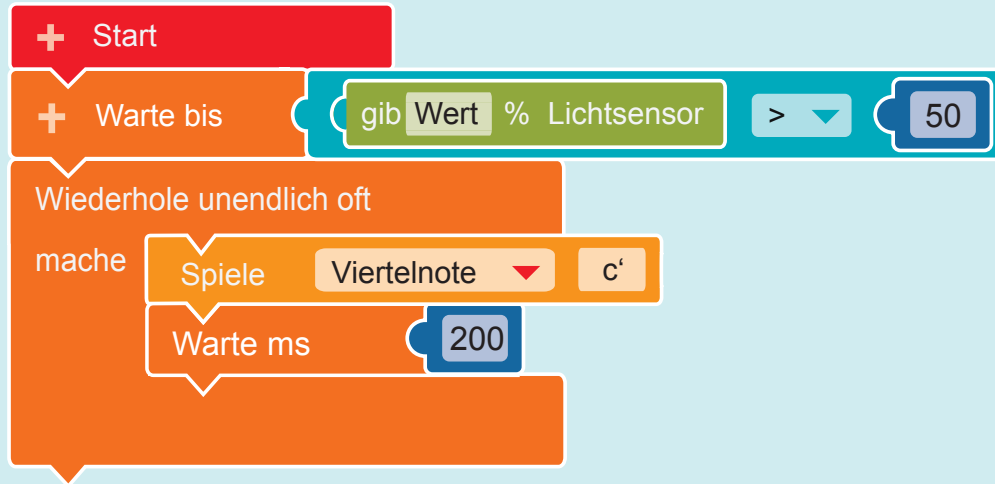 + Start
+ Warte bis gib Wert % Lichtsensor > 50
Wiederhole unendlich oft
mache
Spiele Viertelnote c‘
Warte ms 200